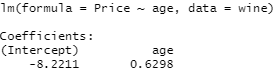 lm(formula = Price ~ age, data = wine)
Coefficients:
(Intercept) age
-8.2211 0.6298